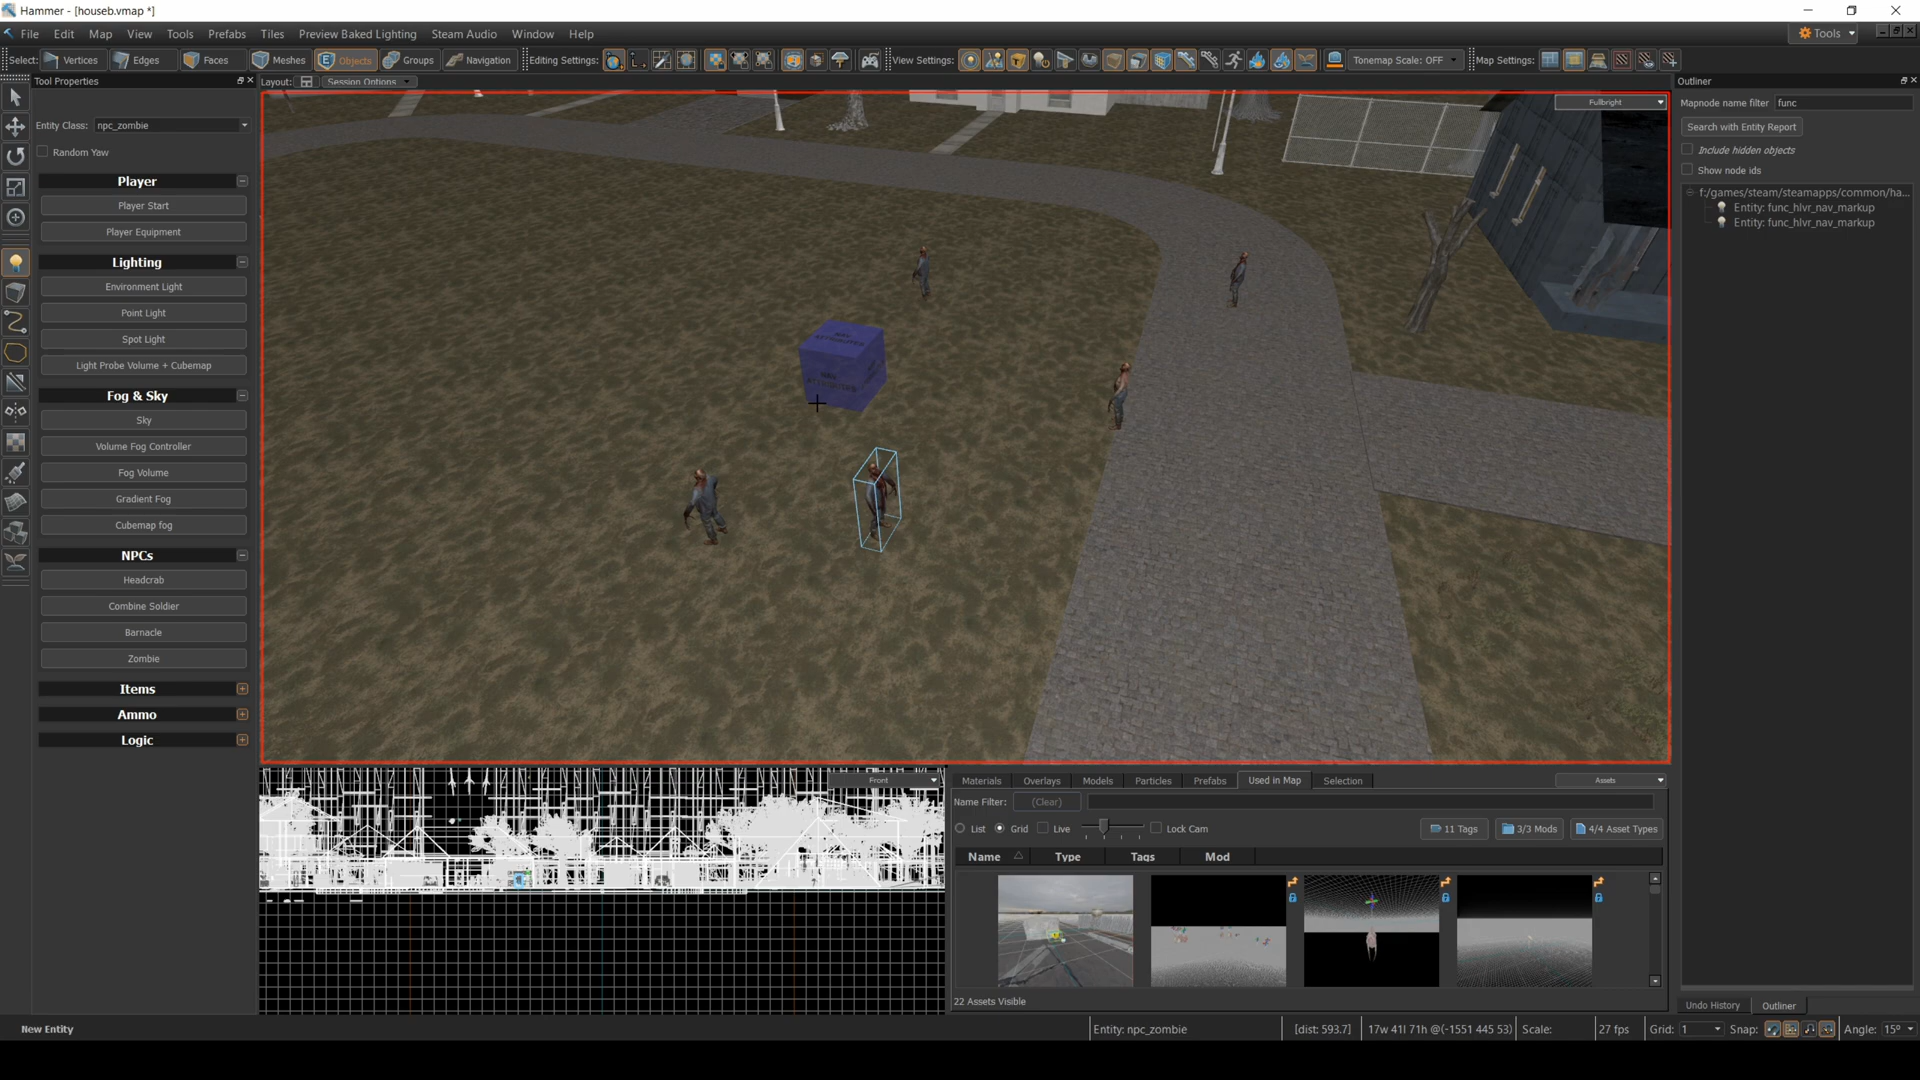 Hammer - [houseb.vmap *]
File Edit Map View Tools Prefabs Tiles Preview Baked Lighting Steam Audio Window Help
Tools
Select: Vertices Edges Faces Meshes Objects Groups Navigation Editing Settings: View Settings: Tonemap Scale: OFF Map Settings:
Tool Properties
Layout: Session Options
Outliner
Fullbright
Mapnode name filter func
Entity Class: npc_zombie
Search with Entity Report
Random Yaw
Include hidden objects
Show node ids
Player
f:/games/steam/steamapps/common/ha...
Player Start
Entity: func_hlvr_nav_markup
Entity: func_hlvr_nav_markup
Player Equipment
Lighting
Environment Light
Point Light
Spot Light
NAV
ATTRIBUTES
NAV
ATTRIBUTES
Light Probe Volume + Cubemap
Fog & Sky
Sky
Volume Fog Controller
Fog Volume
Gradient Fog
Cubemap fog
NPCs
Headcrab
Combine Soldier
Barnacle
Zombie
Items
Ammo
Logic
Front
Materials Overlays Models Particles Prefabs Used in Map Selection Assets
Name Filter: (Clear)
List Grid Live Lock Cam 11 Tags 3/3 Mods 4/4 Asset Types
Name Type Tags Mod
22 Assets Visible
Undo History Outliner
New Entity Entity: npc_zombie [dist: 593.7] 17w 41l 71h @(-1551 445 53) Scale: 27 fps Grid: 1 Snap: Angle: 15°